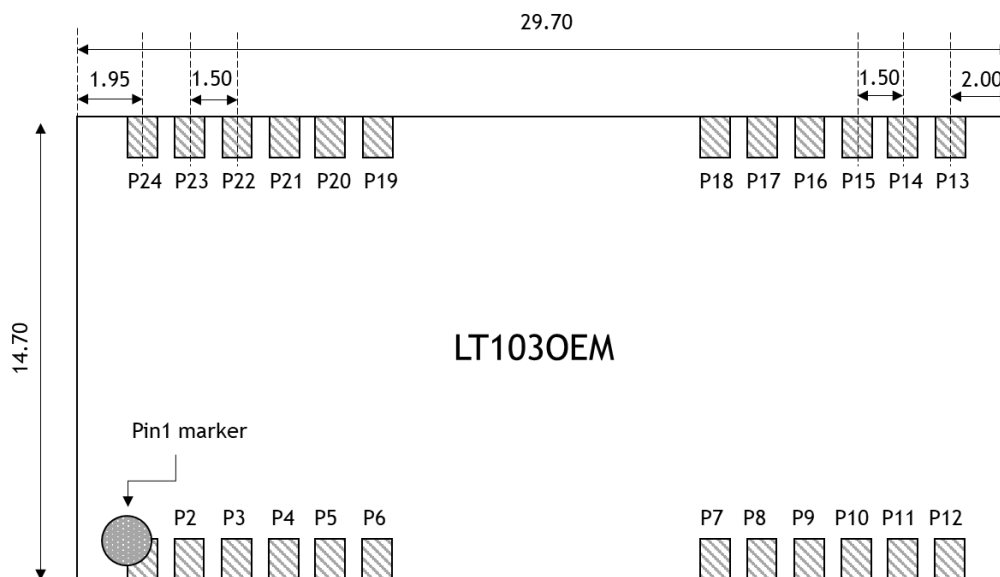 29.70
1.95 1.50 1.50 2.00
P24 P23 P22 P21 P20 P19 P18 P17 P16 P15 P14 P13
14.70
LT103OEM
Pin1 marker
P2 P3 P4 P5 P6 P7 P8 P9 P10 P11 P12